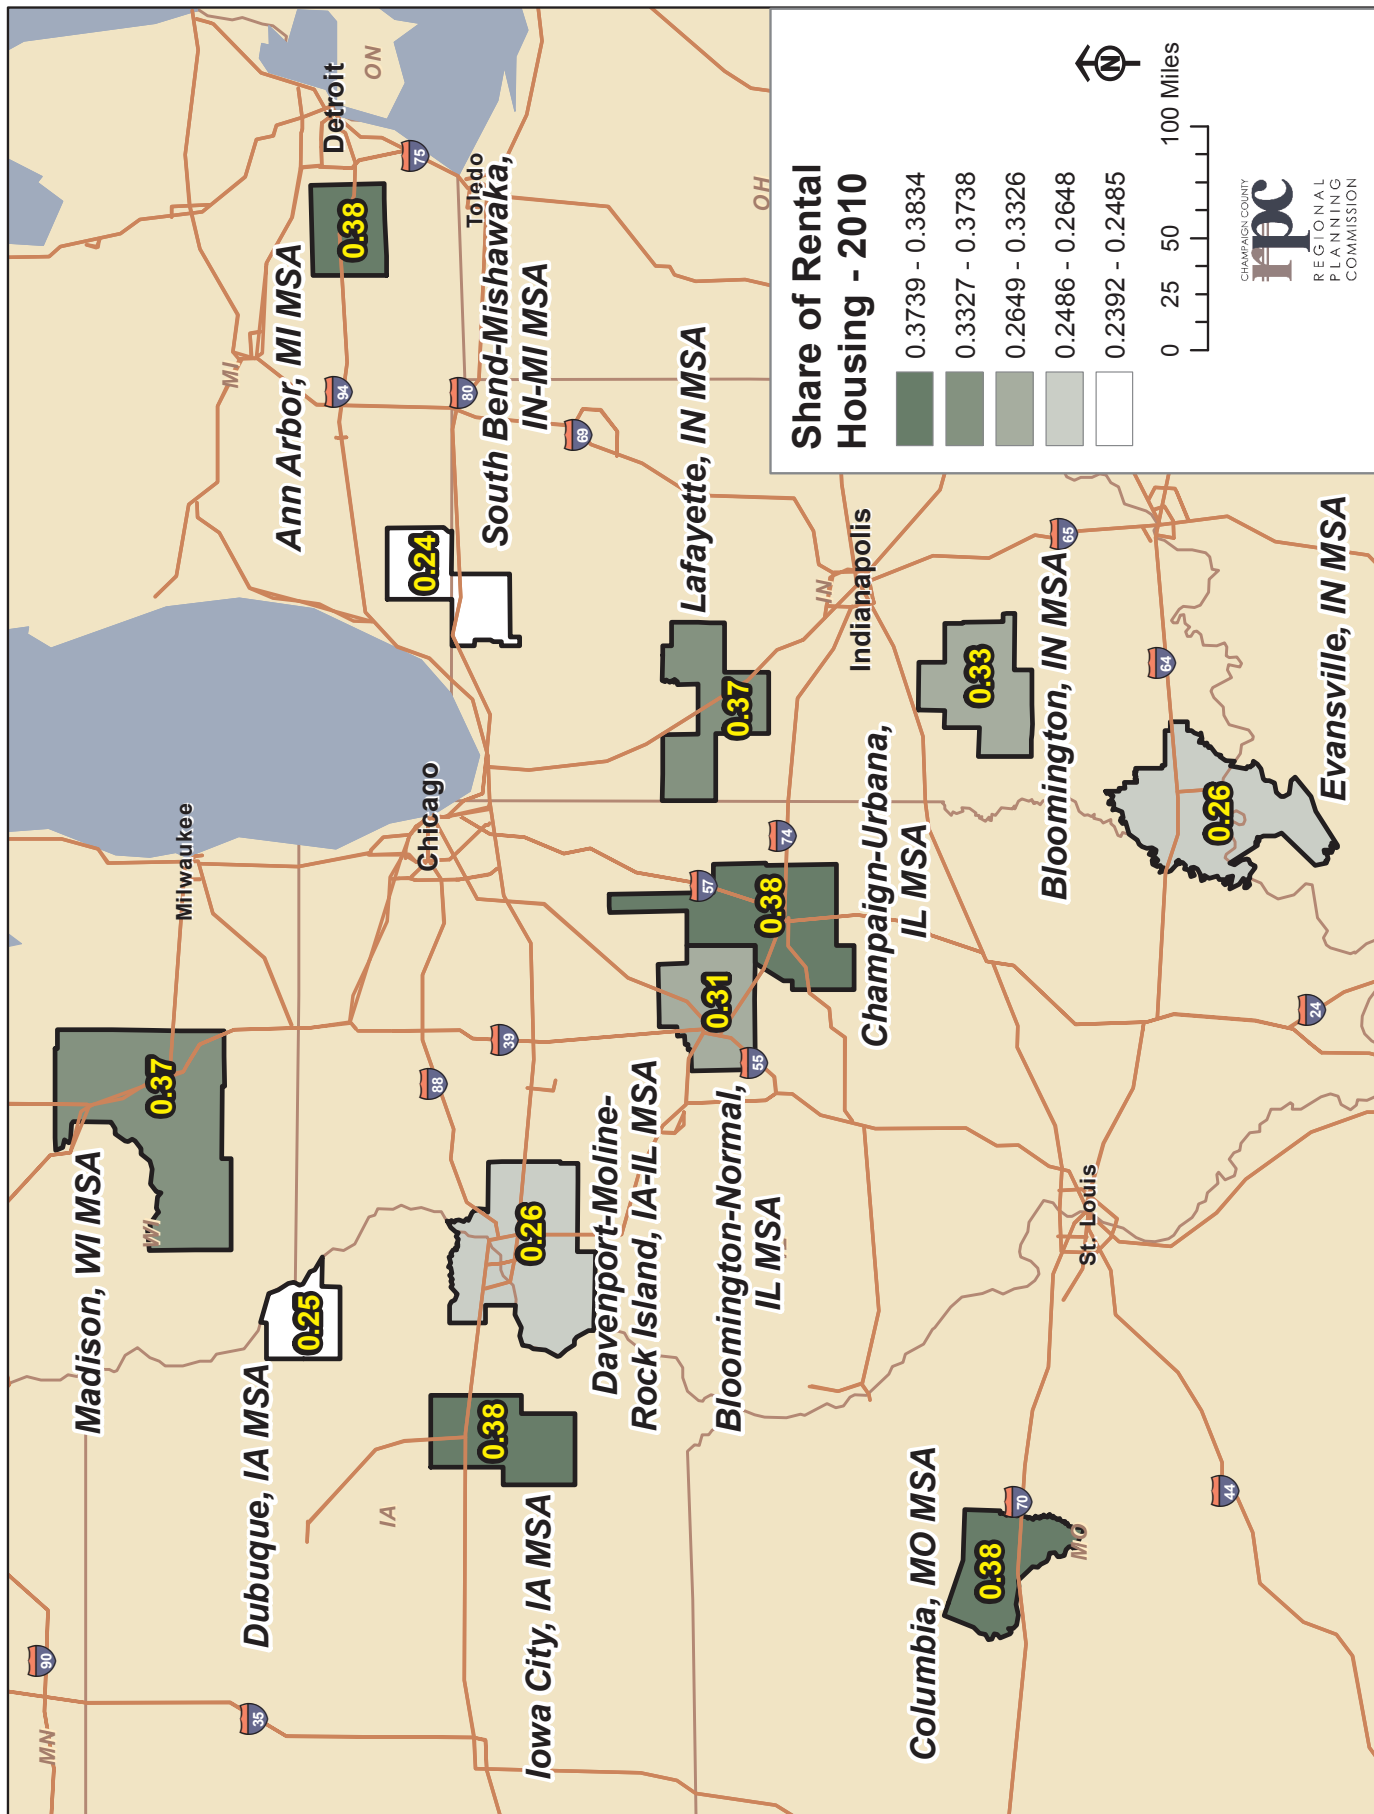 MN
90
35
IA
Madison, WI MSA
WI
0.37
Milwaukee
Dubuque, IA MSA
0.25
Iowa City, IA MSA
0.38
88
39
0.26
Davenport-Moline-
Rock Island, IA-IL MSA
Bloomington-Normal,
IL MSA
0.31
55
57
0.38
74
Champaign-Urbana,
IL MSA
Chicago
MI
Ann Arbor, MI MSA
0.38
Detroit
ON
94
75
Toledo
80
0.24
South Bend-Mishawaka,
IN-MI MSA
69
Lafayette, IN MSA
0.37
OH
IN
Indianapolis
0.33
Bloomington, IN MSA
65
64
0.26
Evansville, IN MSA
Columbia, MO MSA
0.38
70
MO
St. Louis
44
24
Share of Rental
Housing - 2010
0.3739 - 0.3834
0.3327 - 0.3738
0.2649 - 0.3326
0.2486 - 0.2648
0.2392 - 0.2485
N
0 25 50 100 Miles
CHAMPAIGN COUNTY
rpc
REGIONAL
PLANNING
COMMISSION